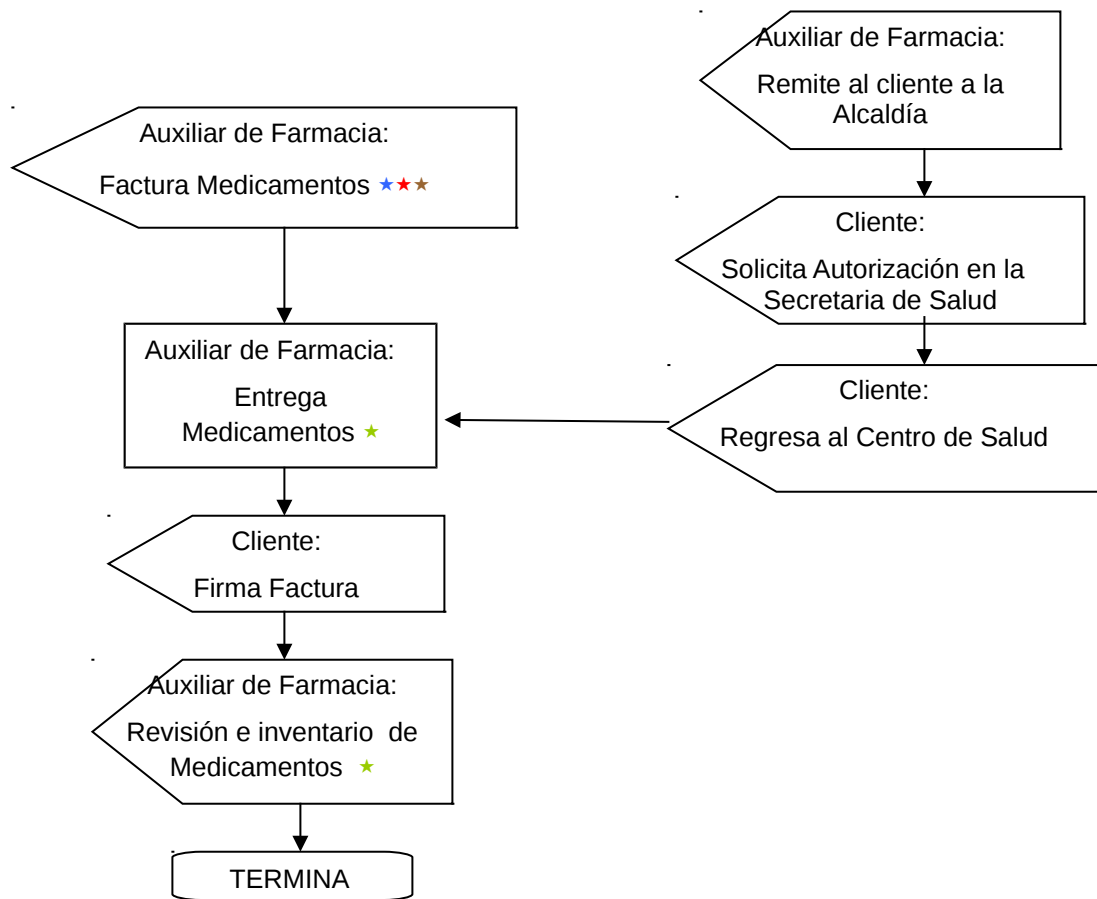 Auxiliar de Farmacia:
Remite al cliente a la
Alcaldía
Auxiliar de Farmacia:
Factura Medicamentos ★★★
Cliente:
Solicita Autorización en la
Secretaria de Salud
Auxiliar de Farmacia:
Entrega
Medicamentos ★
Cliente:
Regresa al Centro de Salud
Cliente:
Firma Factura
Auxiliar de Farmacia:
Revisión e inventario de
Medicamentos ★
TERMINA